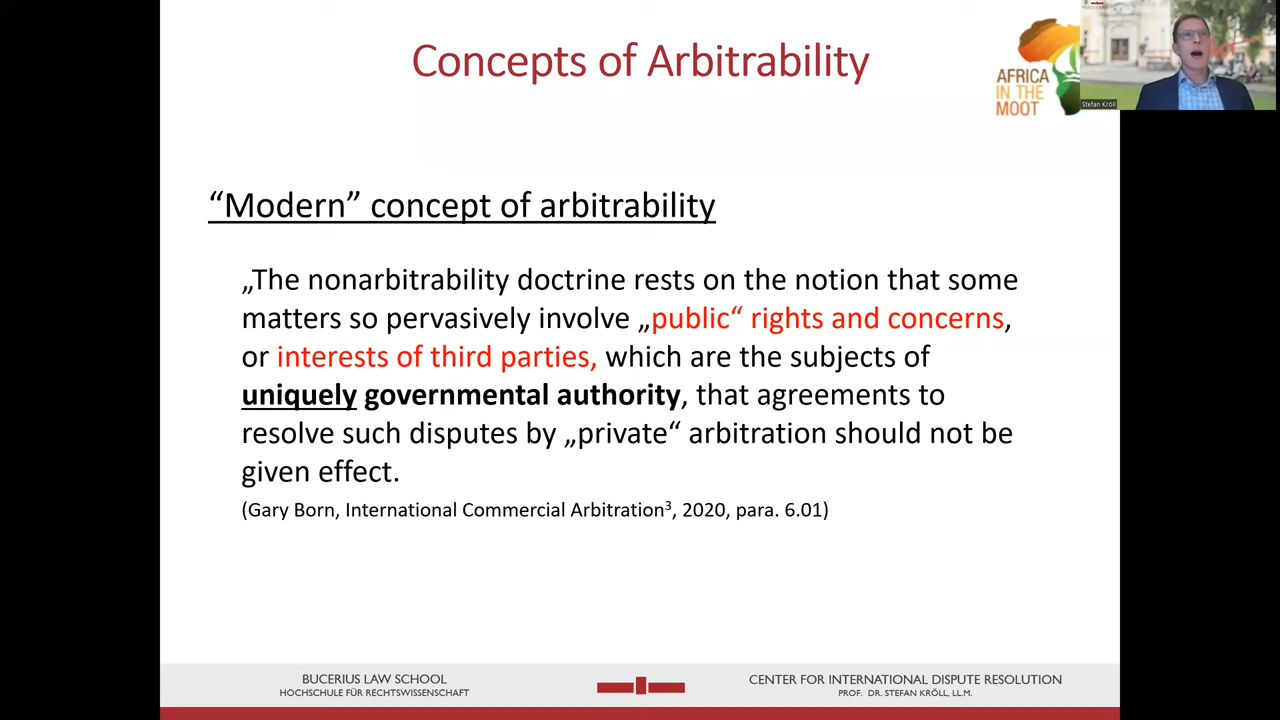 Concepts of Arbitrability
AFRICA
IN THE
MOOT
Stefan Kröll
“Modern” concept of arbitrability
„The nonarbitrability doctrine rests on the notion that some
matters so pervasively involve „public“ rights and concerns,
or interests of third parties, which are the subjects of
uniquely governmental authority, that agreements to
resolve such disputes by „private“ arbitration should not be
given effect.
(Gary Born, International Commercial Arbitration³, 2020, para. 6.01)
BUCERIUS LAW SCHOOL
HOCHSCHULE FÜR RECHTSWISSENSCHAFT
CENTER FOR INTERNATIONAL DISPUTE RESOLUTION
PROF. DR. STEFAN KRÖLL, LL.M.